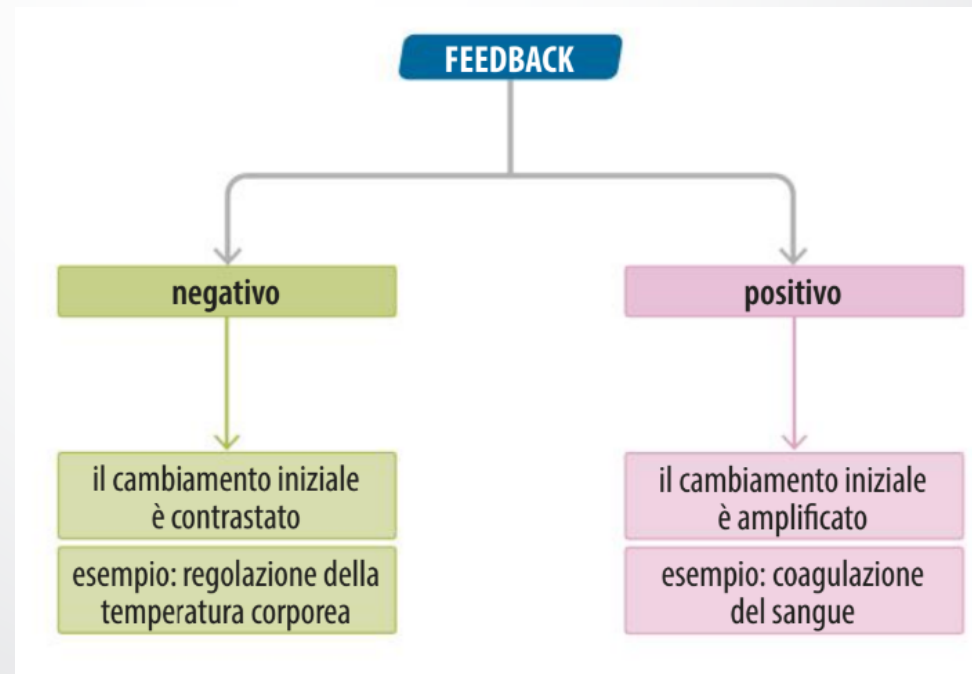 FEEDBACK
negativo
positivo
il cambiamento iniziale
è contrastato
esempio: regolazione della
temperatura corporea
il cambiamento iniziale
è amplificato
esempio: coagulazione
del sangue